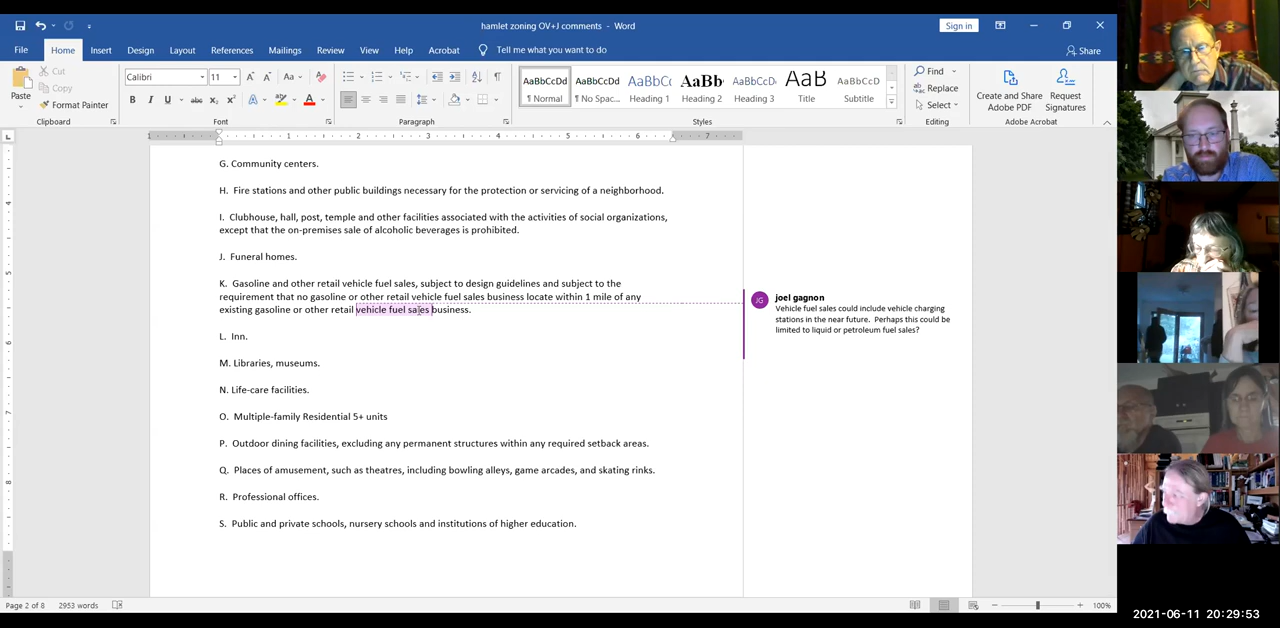 hamlet zoning OV+J comments - Word
Sign in
File Home Insert Design Layout References Mailings Review View Help Acrobat Tell me what you want to do
Share
Paste
Cut
Copy
Format Painter
Clipboard
Calibri 11
Font
Paragraph
AaBbCcDd ¶ Normal
AaBbCcDd ¶ No Spac...
AaBbCc Heading 1
AaBb Heading 2
AaBbCcD Heading 3
AaB Title
AaBbCcD Subtitle
Styles
Find
Replace
Select
Editing
Create and Share Adobe PDF
Request Signatures
Adobe Acrobat
G. Community centers.
H. Fire stations and other public buildings necessary for the protection or servicing of a neighborhood.
I. Clubhouse, hall, post, temple and other facilities associated with the activities of social organizations,
except that the on-premises sale of alcoholic beverages is prohibited.
J. Funeral homes.
K. Gasoline and other retail vehicle fuel sales, subject to design guidelines and subject to the
requirement that no gasoline or other retail vehicle fuel sales business locate within 1 mile of any
existing gasoline or other retail vehicle fuel sales business.
L. Inn.
M. Libraries, museums.
N. Life-care facilities.
O. Multiple-family Residential 5+ units
P. Outdoor dining facilities, excluding any permanent structures within any required setback areas.
Q. Places of amusement, such as theatres, including bowling alleys, game arcades, and skating rinks.
R. Professional offices.
S. Public and private schools, nursery schools and institutions of higher education.
JG
joel gagnon
Vehicle fuel sales could include vehicle charging
stations in the near future. Perhaps this could be
limited to liquid or petroleum fuel sales?
Page 2 of 8 2953 words
100%
2021-06-11 20:29:53